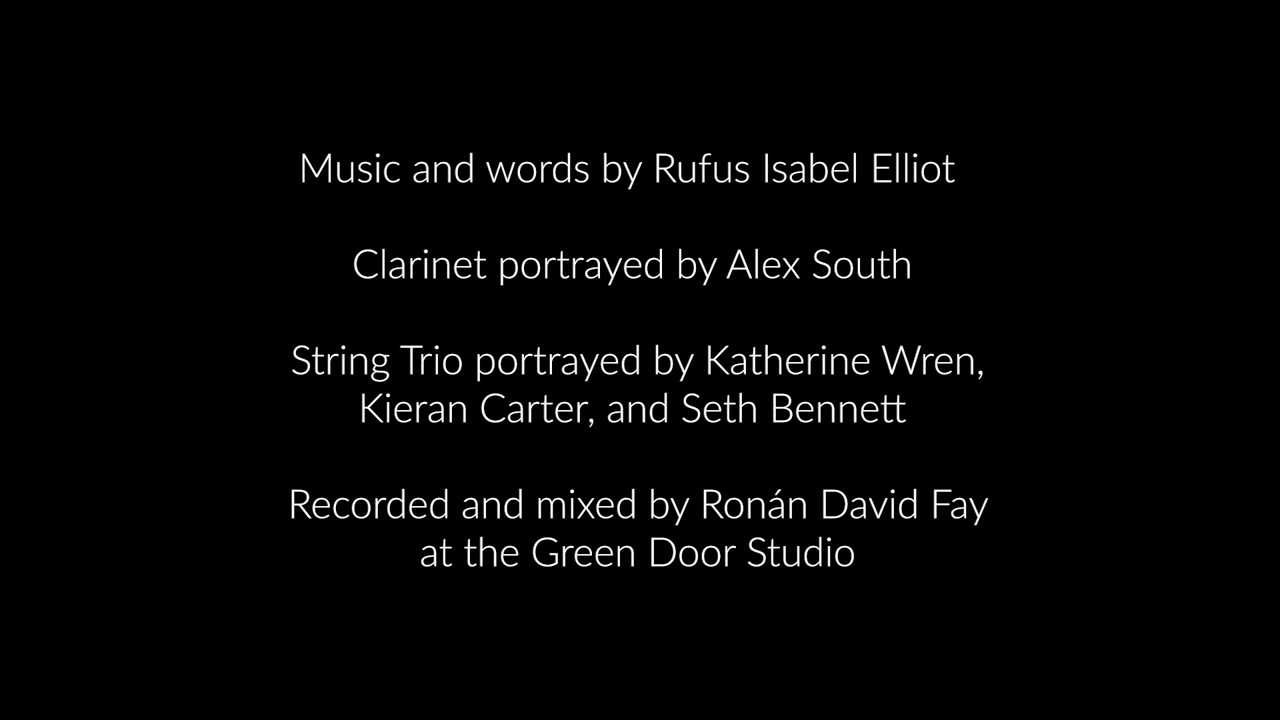 Music and words by Rufus Isabel Elliot
Clarinet portrayed by Alex South
String Trio portrayed by Katherine Wren,
Kieran Carter, and Seth Bennett
Recorded and mixed by Ronán David Fay
at the Green Door Studio